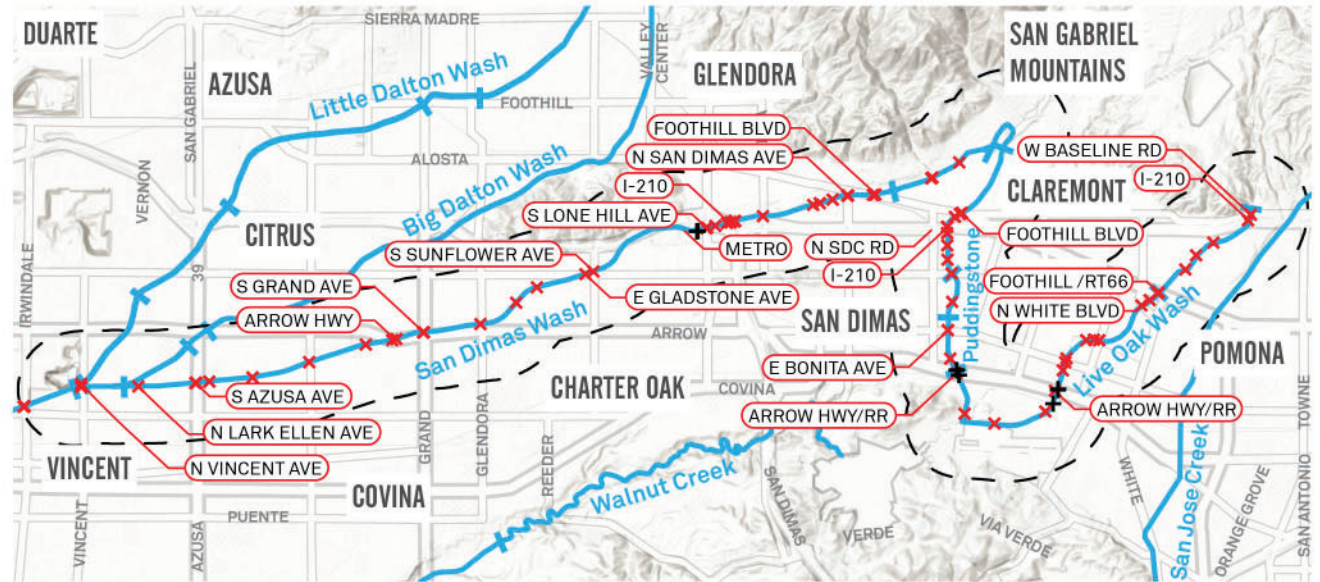 SIERRA MADRE
DUARTE
SAN GABRIEL
MOUNTAINS
VALLEY
CENTER
GLENDORA
AZUSA
Little Dalton Wash
SAN GABRIEL
FOOTHILL
FOOTHILL BLVD
W BASELINE RD
ALOSTA
N SAN DIMAS AVE
I-210
I-210
VERNON
Big Dalton Wash
CLAREMONT
S LONE HILL AVE
CITRUS
METRO
N SDC RD
FOOTHILL BLVD
S SUNFLOWER AVE
I-210
IRWINDALE
39
S GRAND AVE
E GLADSTONE AVE
Puddingstone
FOOTHILL /RT66
ARROW HWY
SAN DIMAS
N WHITE BLVD
San Dimas Wash
ARROW
Live Oak Wash
POMONA
E BONITA AVE
CHARTER OAK
COVINA
S AZUSA AVE
ARROW HWY/RR
ARROW HWY/RR
TOWNE
N LARK ELLEN AVE
GRAND
GLENDORA
VINCENT
N VINCENT AVE
REEDER
Walnut Creek
San Jose Creek
WHITE
COVINA
SAN DIMAS
ORANGE GROVE
SAN ANTONIO
VINCENT
AZUSA
PUENTE
VERDE
VIA VERDE